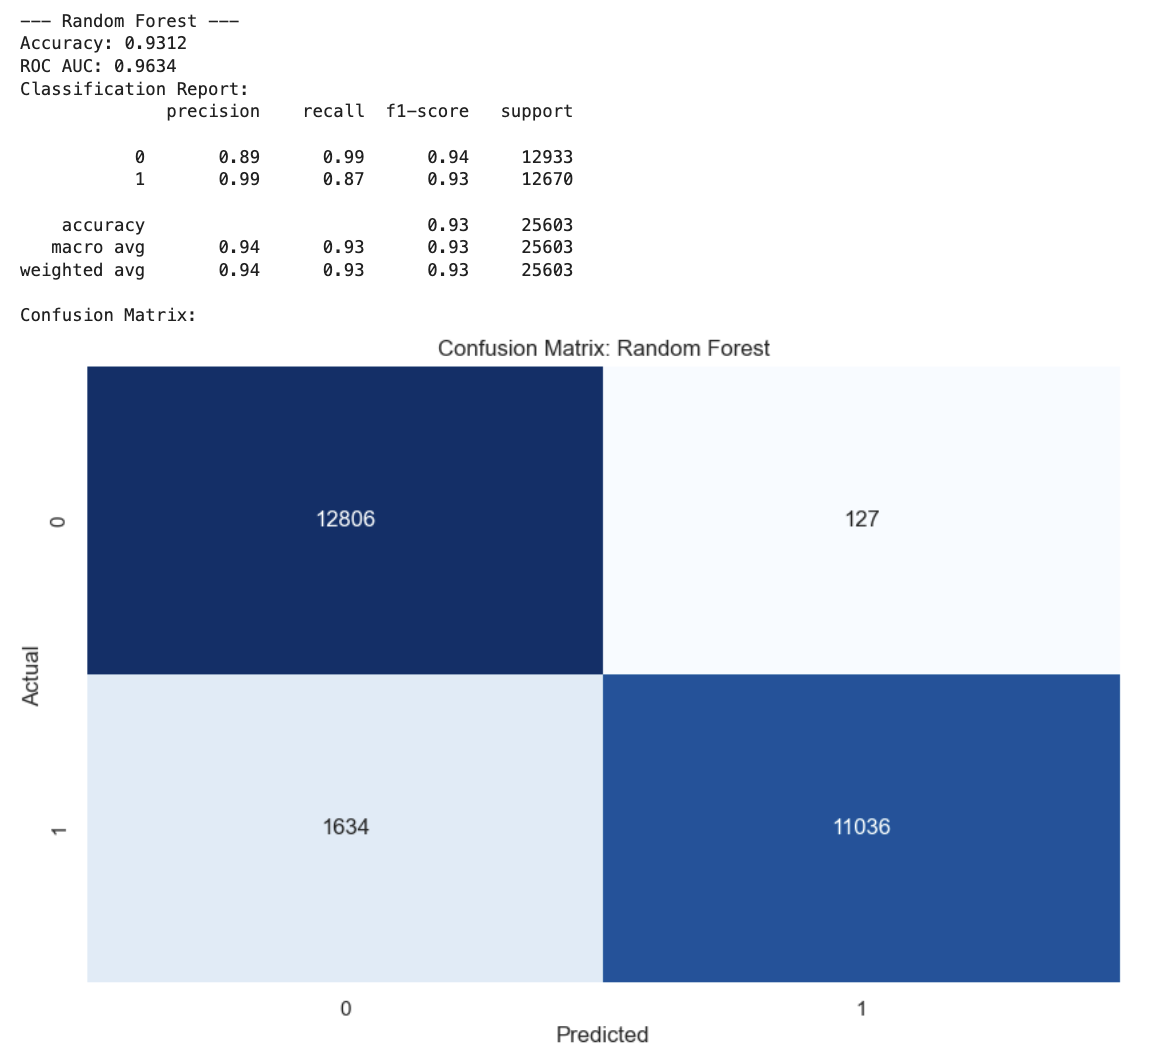 --- Random Forest ---
Accuracy: 0.9312
ROC AUC: 0.9634
Classification Report:
precision recall f1-score support
0 0.89 0.99 0.94 12933
1 0.99 0.87 0.93 12670
accuracy 0.93 25603
macro avg 0.94 0.93 0.93 25603
weighted avg 0.94 0.93 0.93 25603
Confusion Matrix:
Confusion Matrix: Random Forest
0 12806 127
Actual
1 1634 11036
0 1
Predicted